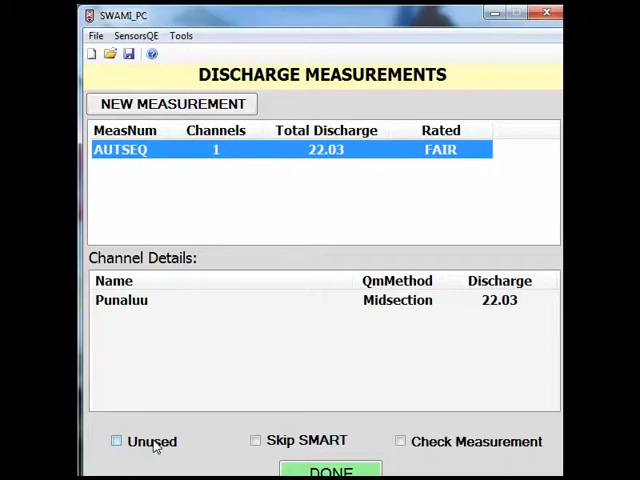 SWAMI_PC
File SensorsQE Tools
DISCHARGE MEASUREMENTS
NEW MEASUREMENT
MeasNum Channels Total Discharge Rated
AUTSEQ 1 22.03 FAIR
Channel Details:
Name QmMethod Discharge
Punaluu Midsection 22.03
Unused Skip SMART Check Measurement
DONE